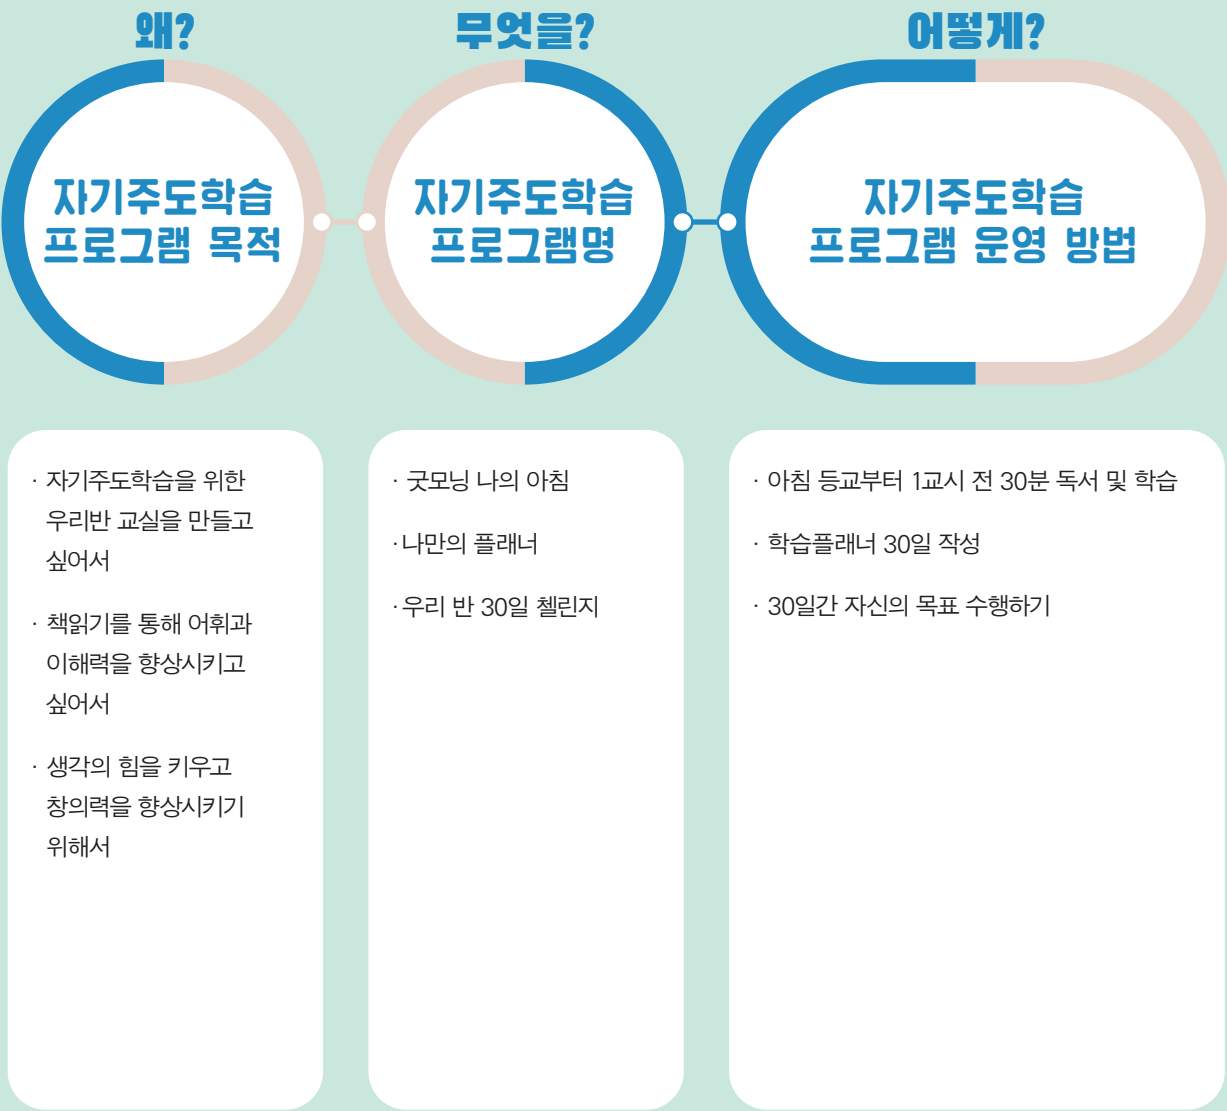 왜?
자기주도학습
프로그램 목적
· 자기주도학습을 위한
우리반 교실을 만들고
싶어서
· 책읽기를 통해 어휘과
이해력을 향상시키고
싶어서
· 생각의 힘을 키우고
창의력을 향상시키기
위해서
무엇을?
자기주도학습
프로그램명
· 굿모닝 나의 아침
· 나만의 플래너
· 우리 반 30일 첼린지
어떻게?
자기주도학습
프로그램 운영 방법
· 아침 등교부터 1교시 전 30분 독서 및 학습
· 학습플래너 30일 작성
· 30일간 자신의 목표 수행하기